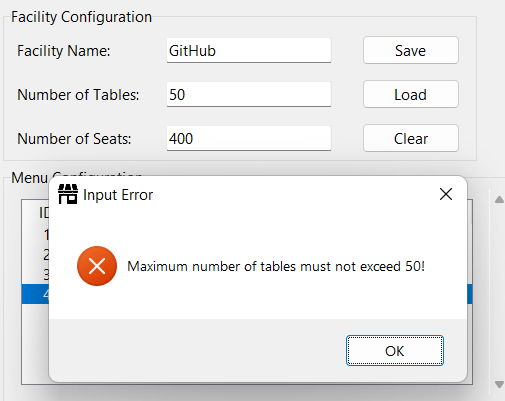 Facility Configuration
Facility Name: GitHub Save
Number of Tables: 50 Load
Number of Seats: 400 Clear
Menu Configuration
Input Error
ID
1
2
3
4
Maximum number of tables must not exceed 50!
OK